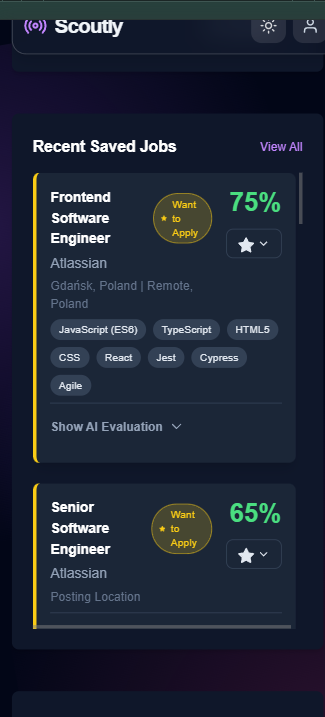 Scoutly
Recent Saved Jobs
View All
Frontend
Software
Engineer
Want
to
Apply
75%
Atlassian
Gdańsk, Poland | Remote,
Poland
JavaScript (ES6)
TypeScript
HTML5
CSS
React
Jest
Cypress
Agile
Show AI Evaluation
Senior
Software
Engineer
Want
to
Apply
65%
Atlassian
Posting Location